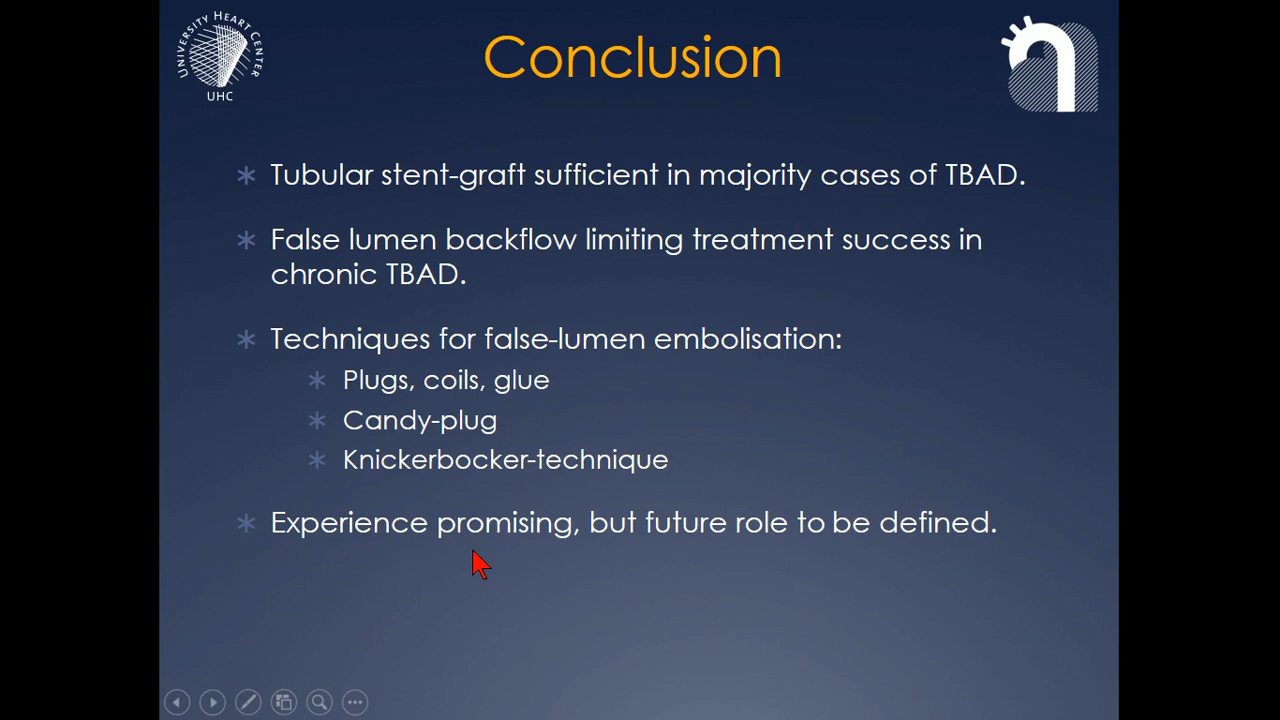 UNIVERSITY HEART CENTER
UHC
Conclusion
Tubular stent-graft sufficient in majority cases of TBAD.
False lumen backflow limiting treatment success in
chronic TBAD.
Techniques for false-lumen embolisation:
Plugs, coils, glue
Candy-plug
Knickerbocker-technique
Experience promising, but future role to be defined.